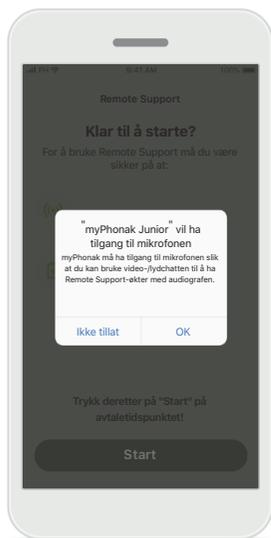 PH
9:41 AM
100%
Remote Support
Klar til å starte?
For å bruke Remote Support må du være
sikker på at:
"myPhonak Junior" vil ha
tilgang til mikrofonen
myPhonak må ha tilgang til mikrofonen slik
at du kan bruke video-/lydchatten til å ha
Remote Support-økter med audiografen.
Ikke tillat
OK
Trykk deretter på "Start" på
avtaletidspunktet!
Start